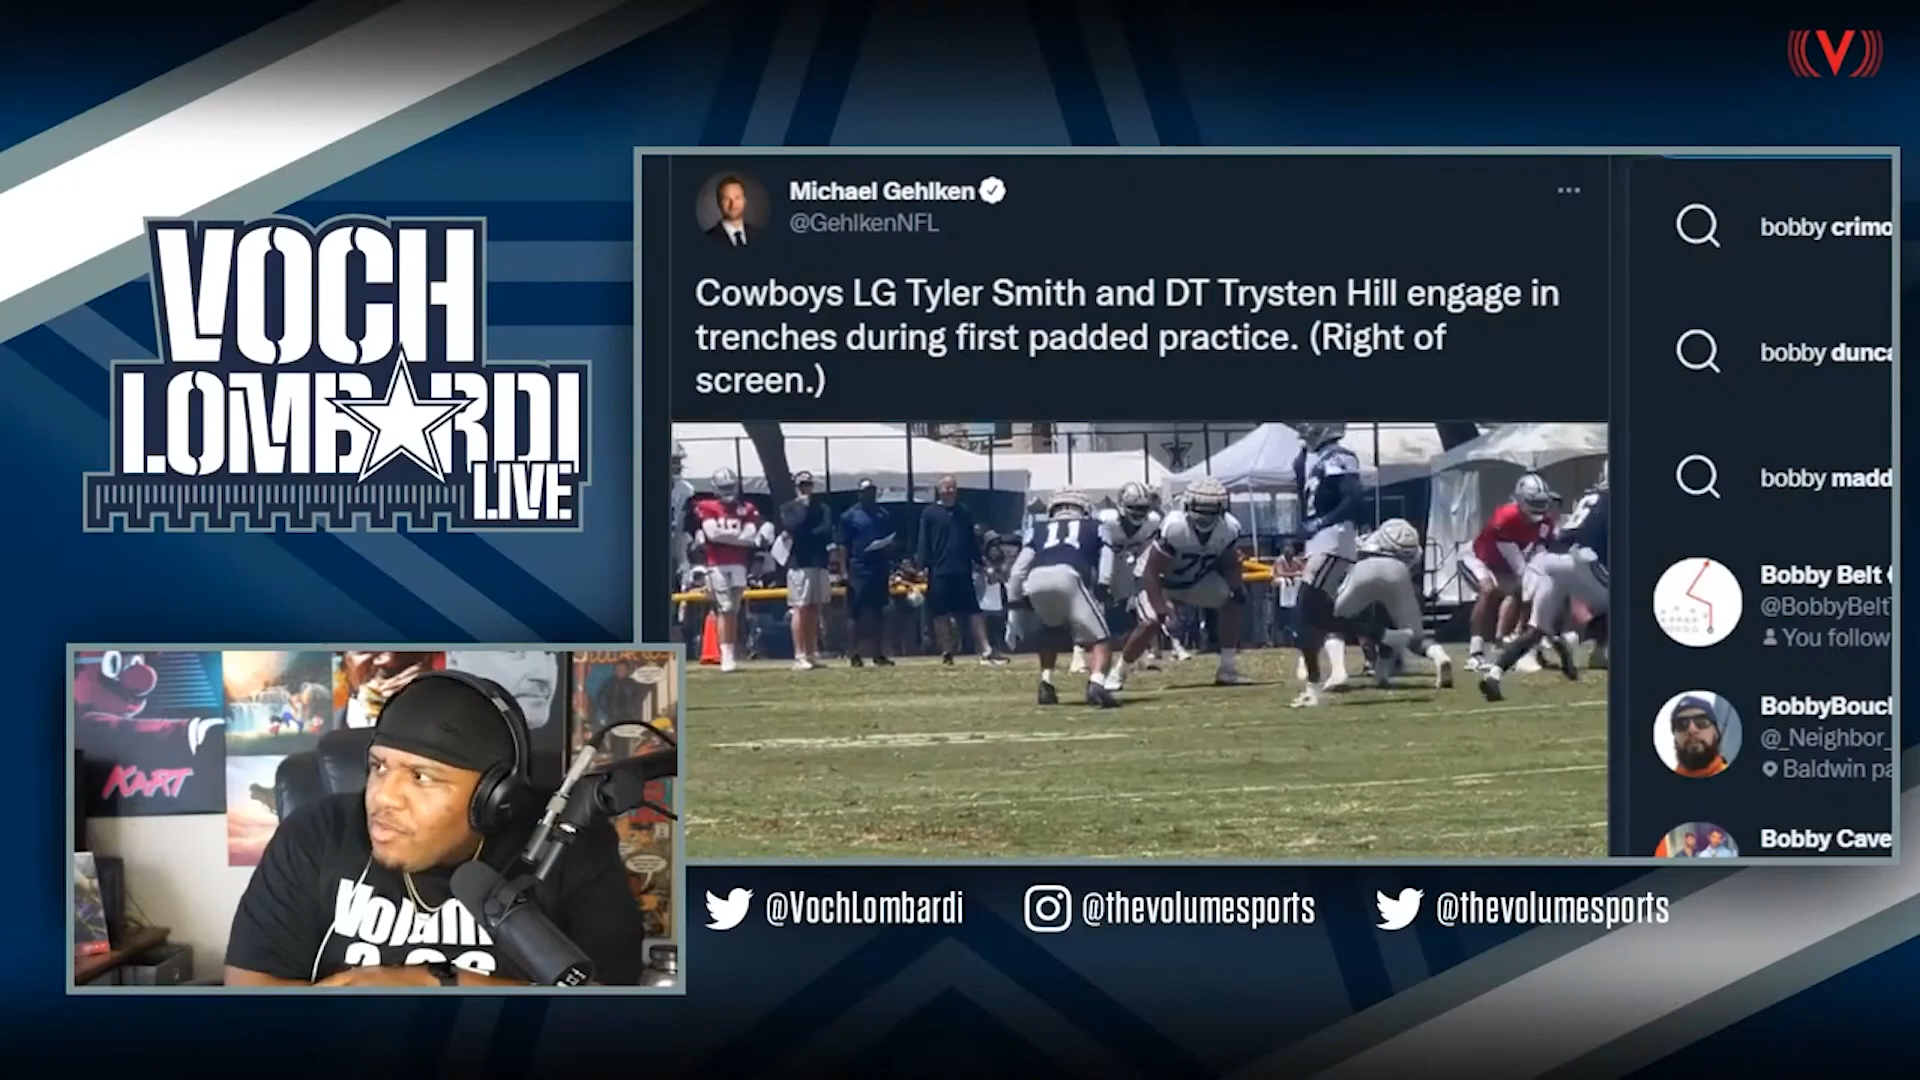 V
VOCH
LOMBARDI
LIVE
Michael Gehlken
@GehlkenNFL
Cowboys LG Tyler Smith and DT Trysten Hill engage in
trenches during first padded practice. (Right of
screen.)
11
bobby crimo
bobby dunca
bobby madd
Bobby Belt
@BobbyBelt
You follow
BobbyBoucl
@_Neighbor_
Baldwin pa
Bobby Cave
KART
@VochLombardi
@thevolumesports
@thevolumesports